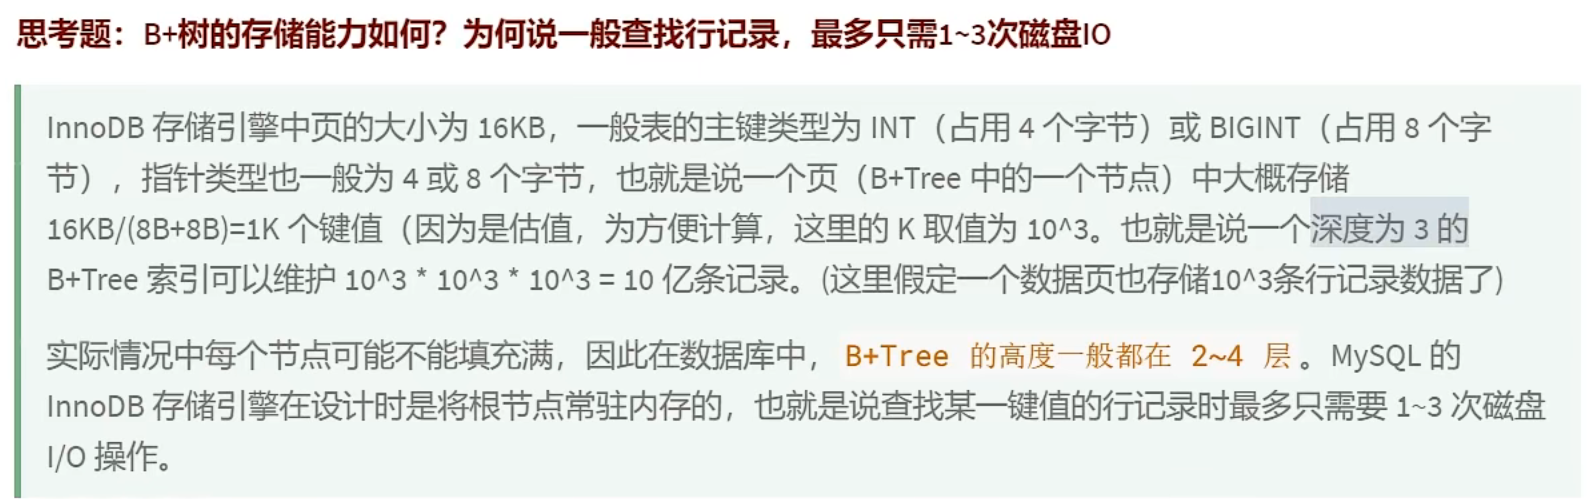 思考题：B+树的存储能力如何？为何说一般查找行记录，最多只需1~3次磁盘IO
InnoDB 存储引擎中页的大小为 16KB，一般表的主键类型为 INT（占用 4 个字节）或 BIGINT（占用 8 个字
节），指针类型也一般为 4 或 8 个字节，也就是说一个页（B+Tree 中的一个节点）中大概存储
16KB/(8B+8B)=1K 个键值（因为是估值，为方便计算，这里的 K 取值为 10^3。也就是说一个深度为 3 的
B+Tree 索引可以维护 10^3 * 10^3 * 10^3 = 10 亿条记录。(这里假定一个数据页也存储10^3条行记录数据了)
实际情况中每个节点可能不能填充满，因此在数据库中， B+Tree 的高度一般都在 2~4 层 。MySQL 的
InnoDB 存储引擎在设计时是将根节点常驻内存的，也就是说查找某一键值的行记录时最多只需要 1~3 次磁盘
I/O 操作。